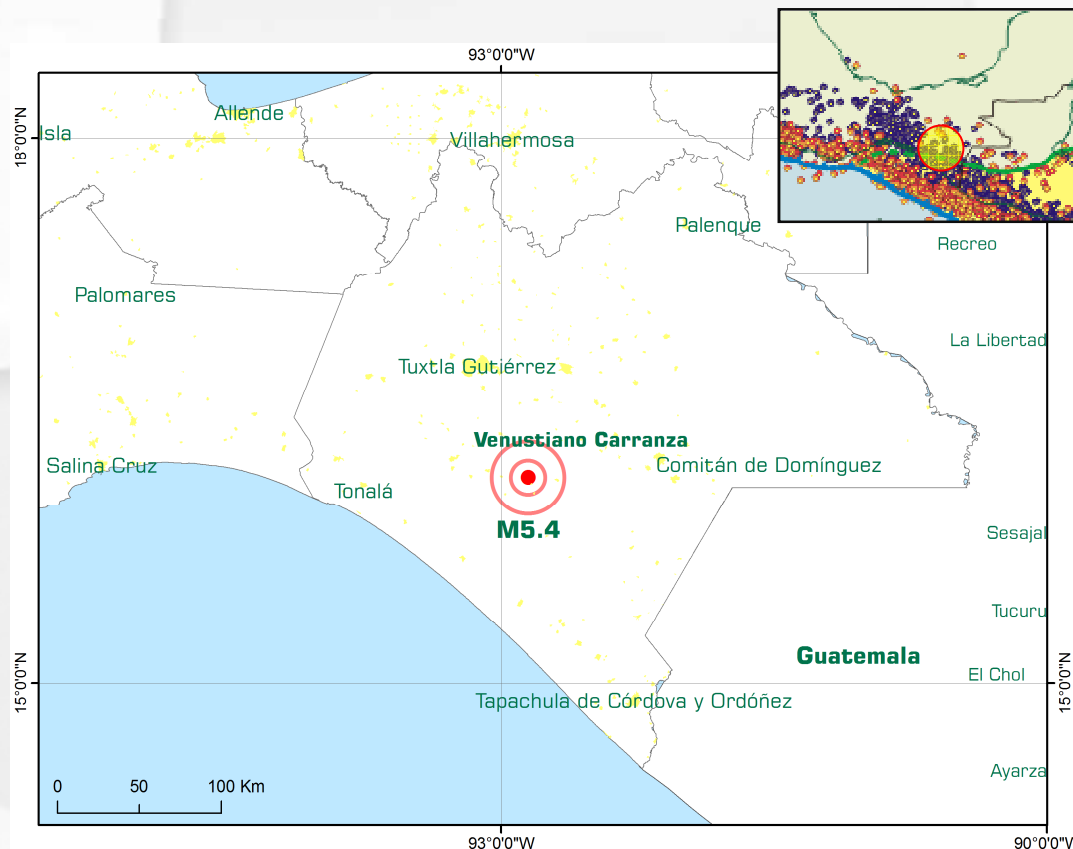 93°0'0"W
18°0'0"N
Allende
Isla
Villahermosa
Palenque
Recreo
Palomares
La Libertad
Tuxtla Gutiérrez
Venustiano Carranza
Salina Cruz
Comitán de Domínguez
Tonalá
M5.4
Sesajal
Tucuru
Guatemala
El Chol
15°0'0"N
15°0'0"N
Tapachula de Córdova y Ordóñez
Ayarza
0 50 100 Km
93°0'0"W
90°0'0"W